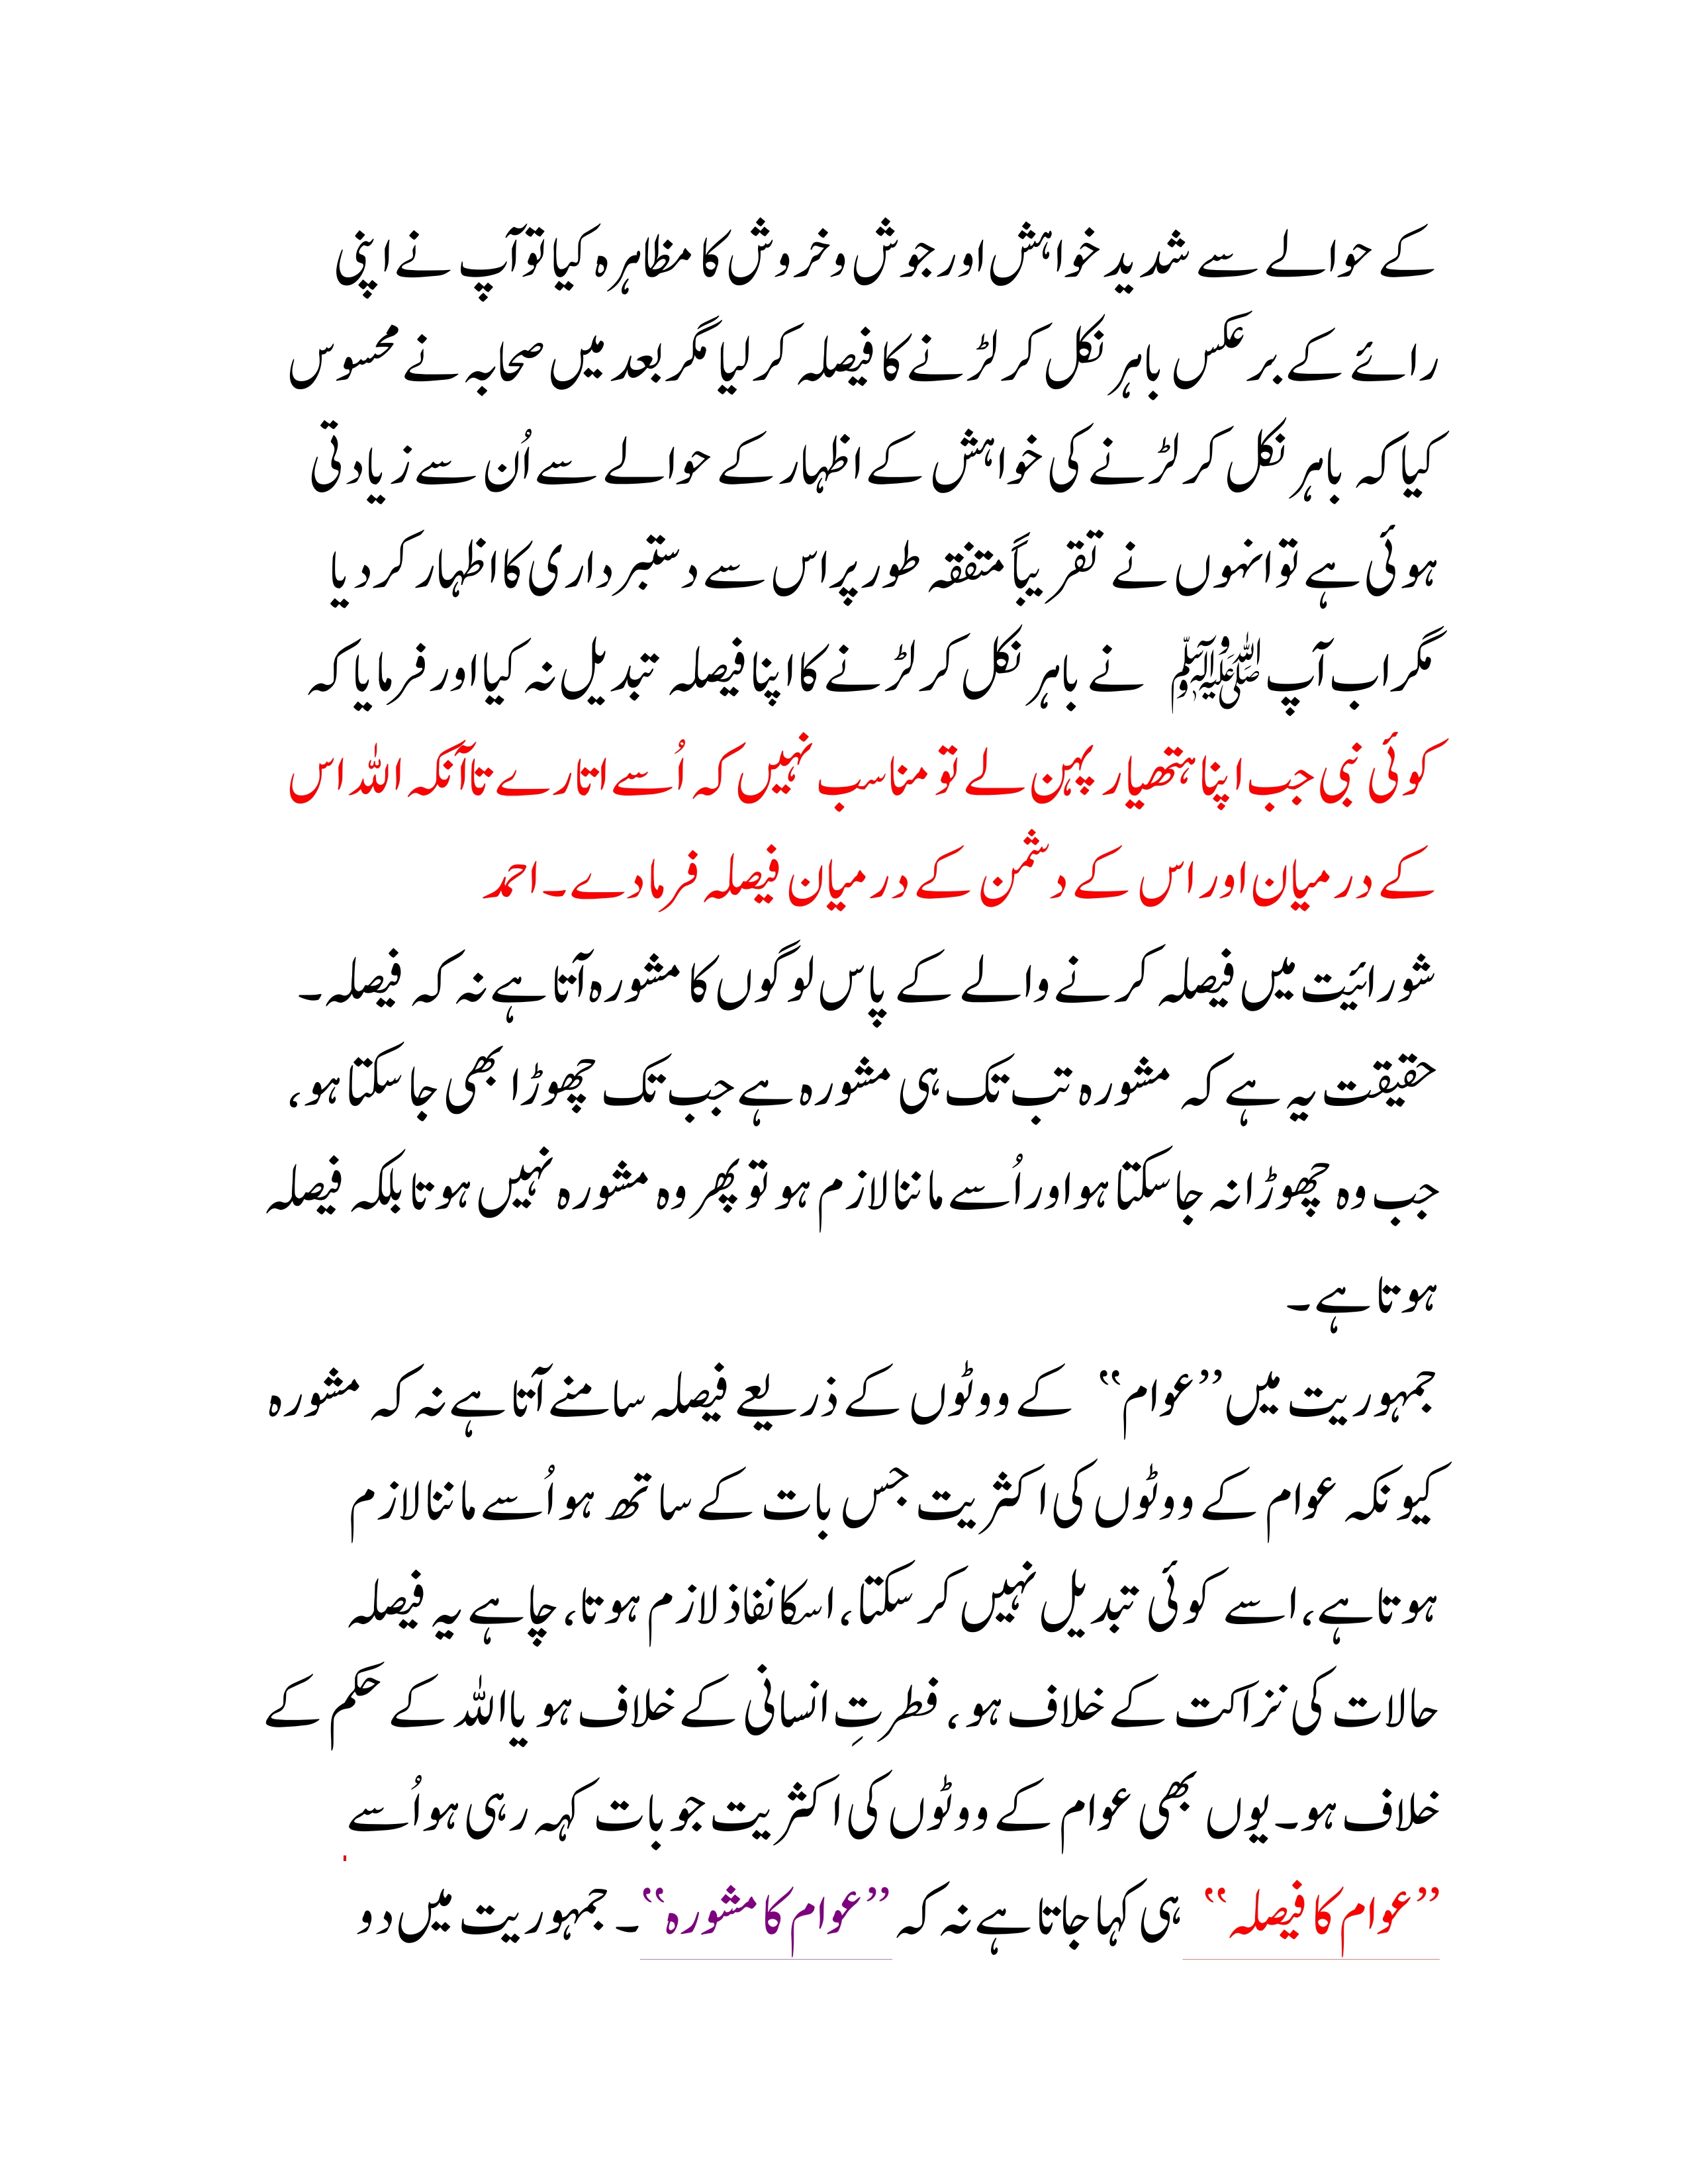 کے حوالے سے شدید خواہش اور جوش و خروش کا مظاہرہ کیا تو آپ نے اپنی
رائے کے برعکس باہر نکل کر لڑنے کا فیصلہ کر لیا مگر بعد میں صحابہ نے محسوس
کیا کہ باہر نکل کر لڑنے کی خواہش کے اظہار کے حوالے سے اُن سے زیادتی
ہوئی ہے تو انہوں نے تقریباً متفقہ طور پر اس سے دستبرداری کا اظہار کر دیا
مگر اب آپ ﷺ نے باہر نکل کر لڑنے کا اپنا فیصلہ تبدیل نہ کیا اور فرمایا کہ
کوئی نبی جب اپنا ہتھیار پہن لے تو مناسب نہیں کہ اُسے اتارے تا آنکہ اللہ اس
کے درمیان اور اس کے دشمن کے درمیان فیصلہ فرما دے۔ احمد
شورائیت میں فیصلہ کرنے والے کے پاس لوگوں کا مشورہ آتا ہے نہ کہ فیصلہ۔
حقیقت یہ ہے کہ مشورہ تب تک ہی مشورہ ہے جب تک چھوڑا بھی جا سکتا ہو،
جب وہ چھوڑا نہ جا سکتا ہو اور اُسے ماننا لازم ہو تو پھر وہ مشورہ نہیں ہوتا بلکہ فیصلہ
ہوتا ہے۔
جمہوریت میں ’’عوام‘‘ کے ووٹوں کے ذریعے فیصلہ سامنے آتا ہے نہ کہ مشورہ
کیونکہ عوام کے ووٹوں کی اکثریت جس بات کے ساتھ ہو اُسے ماننا لازم
ہوتا ہے، اسے کوئی تبدیل نہیں کر سکتا، اسکا نفاذ لازم ہوتا، چاہے یہ فیصلہ
حالات کی نزاکت کے خلاف ہو، فطرتِ انسانی کے خلاف ہو یا اللہ کے حکم کے
خلاف ہو۔ یوں بھی عوام کے ووٹوں کی اکثریت جو بات کہہ رہی ہو اُسے
’’عوام کا فیصلہ‘‘ ہی کہا جاتا ہے نہ کہ ’’عوام کا مشورہ‘‘۔ جمہوریت میں دو